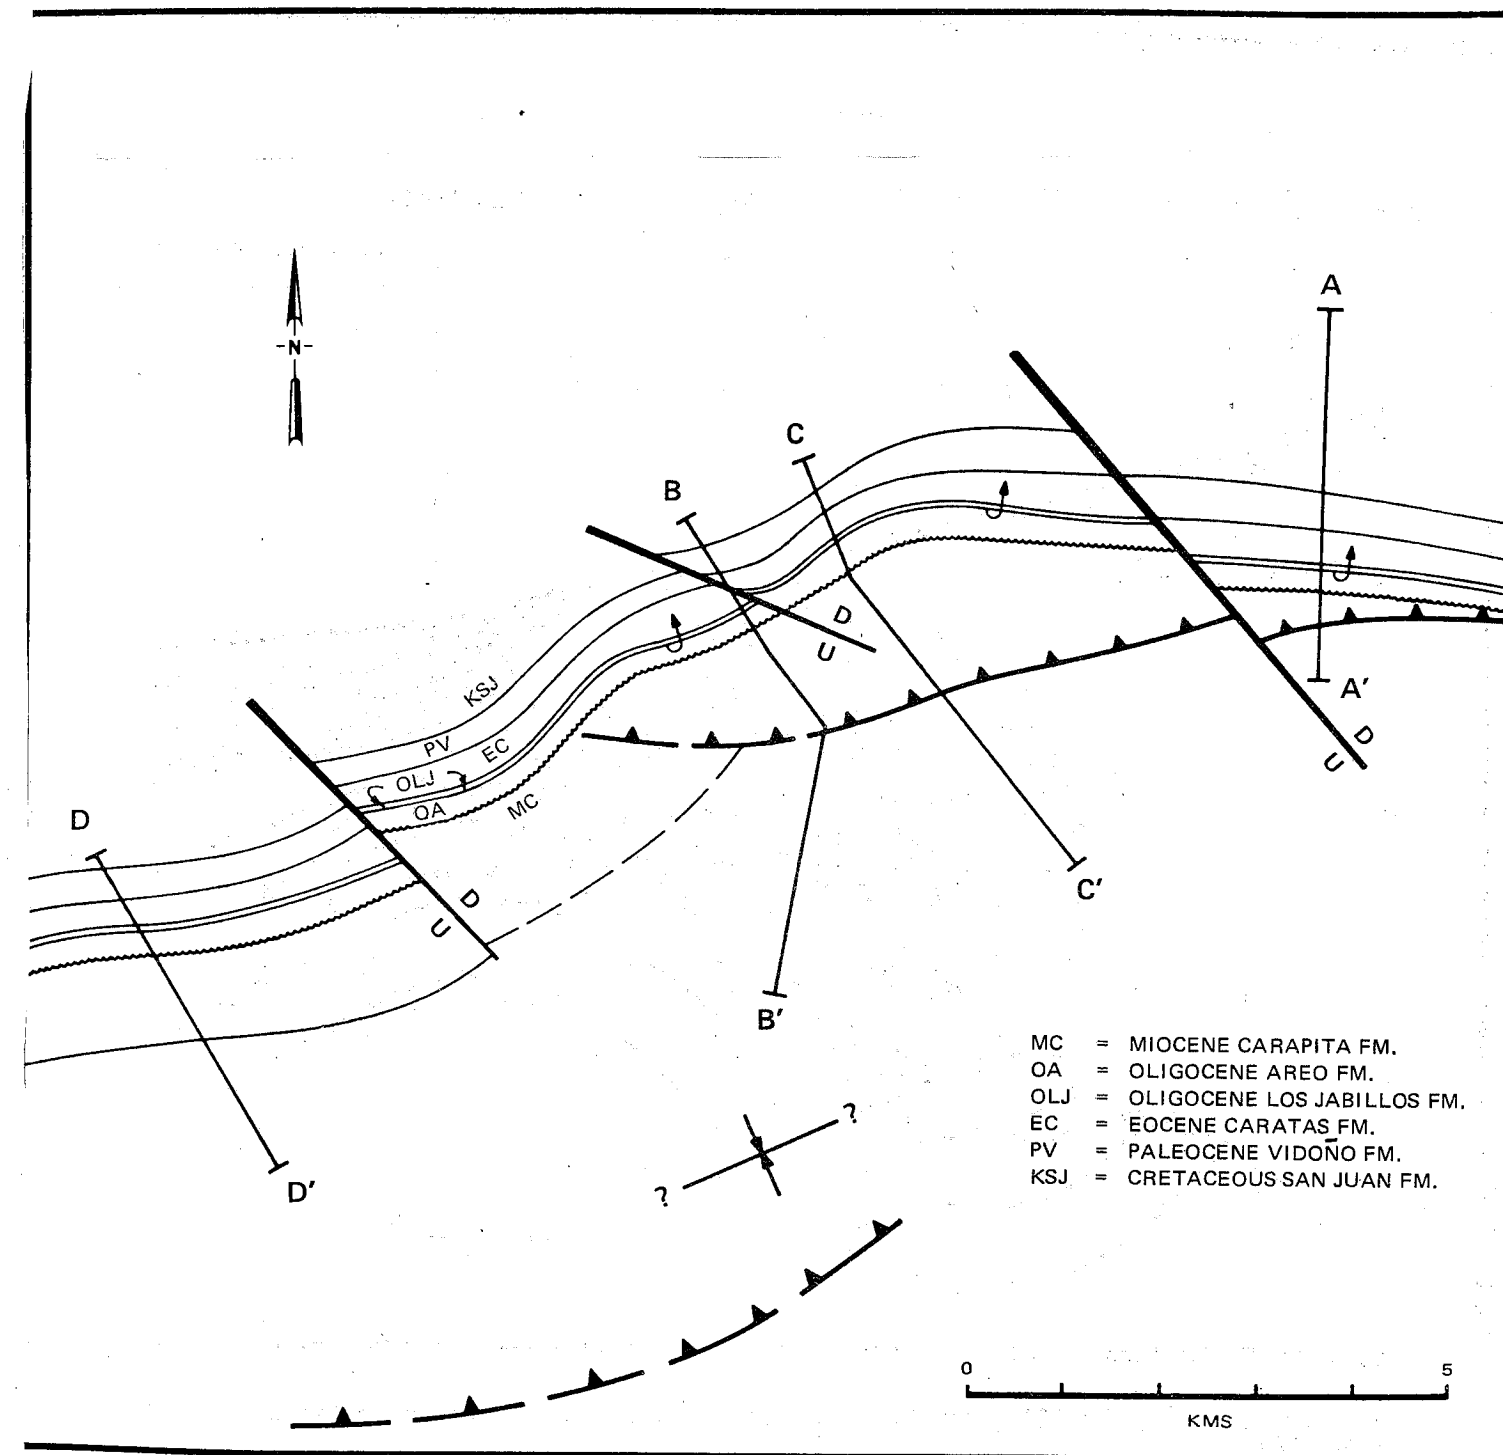 A
-N-
C
B
D
U
KSJ
A'
PV
EC
D
U
OLJ
OA
MC
D
C'
D
U
B'
MC = MIOCENE CARAPITA FM.
OA = OLIGOCENE AREO FM.
OLJ = OLIGOCENE LOS JABILLOS FM.
EC = EOCENE CARATAS FM.
PV = PALEOCENE VIDOÑO FM.
KSJ = CRETACEOUS SAN JUAN FM.
?
?
D'
0 5
KMS